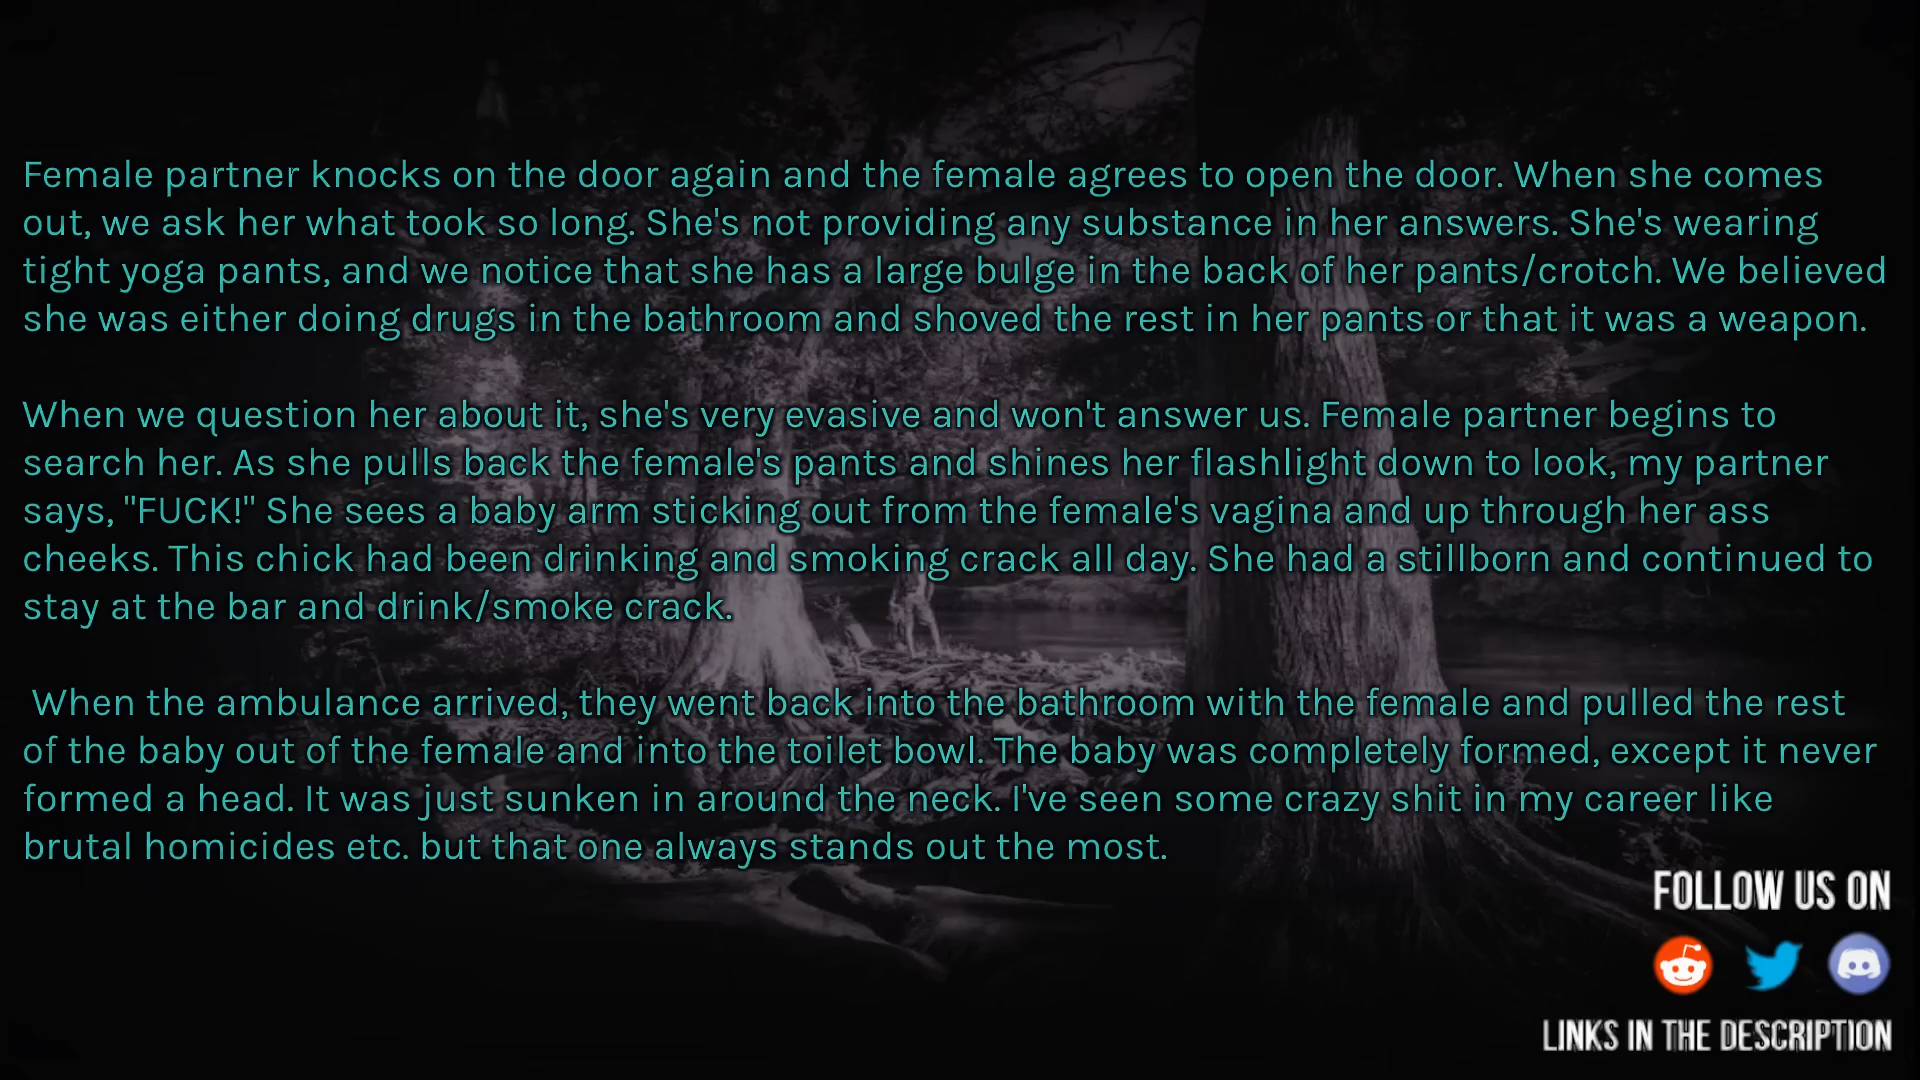 Female partner knocks on the door again and the female agrees to open the door. When she comes
out, we ask her what took so long. She's not providing any substance in her answers. She's wearing
tight yoga pants, and we notice that she has a large bulge in the back of her pants/crotch. We believed
she was either doing drugs in the bathroom and shoved the rest in her pants or that it was a weapon.
When we question her about it, she's very evasive and won't answer us. Female partner begins to
search her. As she pulls back the female's pants and shines her flashlight down to look, my partner
says, "FUCK!" She sees a baby arm sticking out from the female's vagina and up through her ass
cheeks. This chick had been drinking and smoking crack all day. She had a stillborn and continued to
stay at the bar and drink/smoke crack.
When the ambulance arrived, they went back into the bathroom with the female and pulled the rest
of the baby out of the female and into the toilet bowl. The baby was completely formed, except it never
formed a head. It was just sunken in around the neck. I've seen some crazy shit in my career like
brutal homicides etc. but that one always stands out the most.
FOLLOW US ON
LINKS IN THE DESCRIPTION